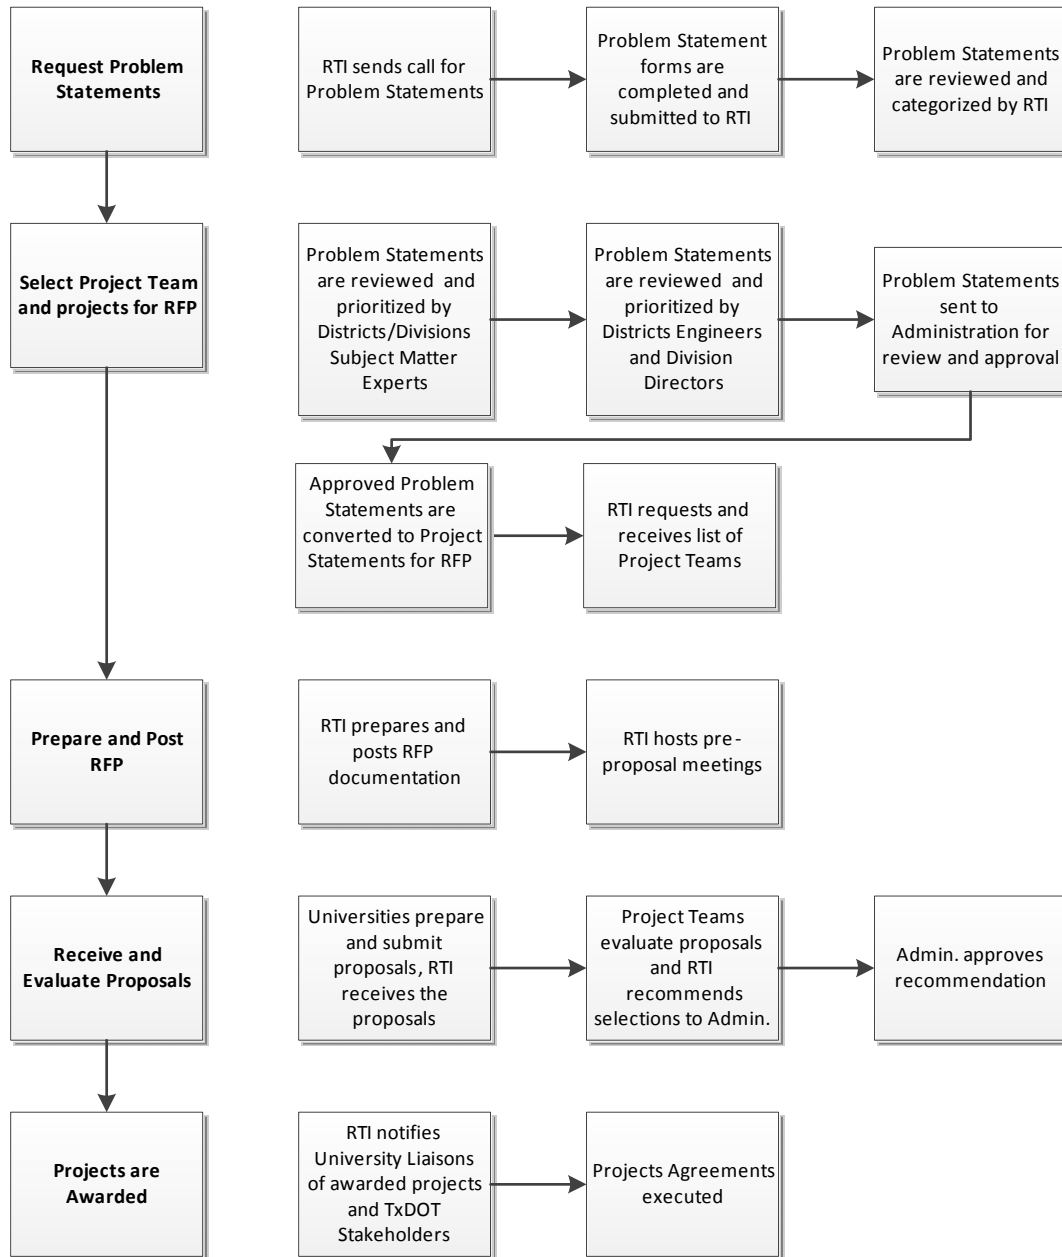 Request Problem
Statements
RTI sends call for
Problem Statements
Problem Statement
forms are
completed and
submitted to RTI
Problem Statements
are reviewed and
categorized by RTI
Select Project Team
and projects for RFP
Problem Statements
are reviewed  and
prioritized by
Districts/Divisions
Subject Matter
Experts
Problem Statements
are reviewed  and
prioritized by
Districts Engineers
and Division
Directors
Problem Statements
sent to
Administration for
review and approval
Approved Problem
Statements are
converted to Project
Statements for RFP
RTI requests and
receives list of
Project Teams
Prepare and Post
RFP
RTI prepares and
posts RFP
documentation
RTI hosts pre-
proposal meetings
Receive and
Evaluate Proposals
Universities prepare
and submit
proposals, RTI
receives the
proposals
Project Teams
evaluate proposals
and RTI
recommends
selections to Admin.
Admin. approves
recommendation
Projects are
Awarded
RTI notifies
University Liaisons
of awarded projects
and TxDOT
Stakeholders
Projects Agreements
executed